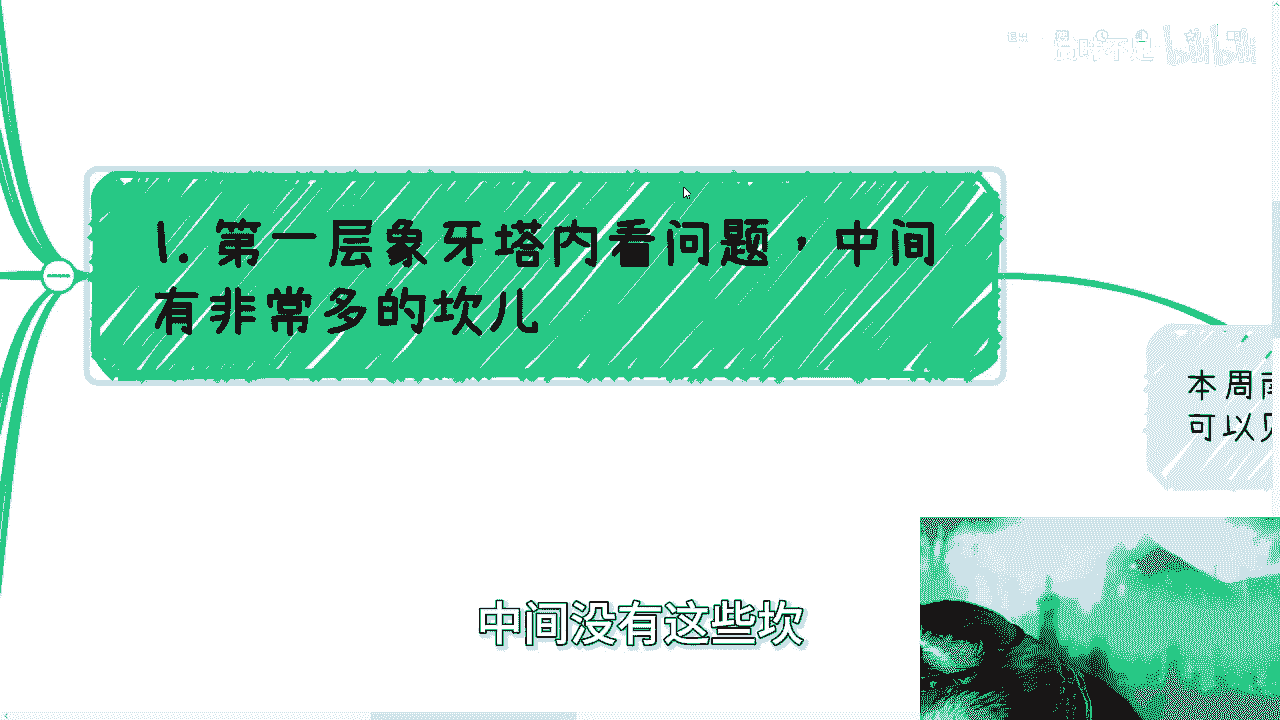 1. 第一层象牙塔内看问题，中间
有非常多的坎儿
本周
可以
中间没有这些坎
bilibili